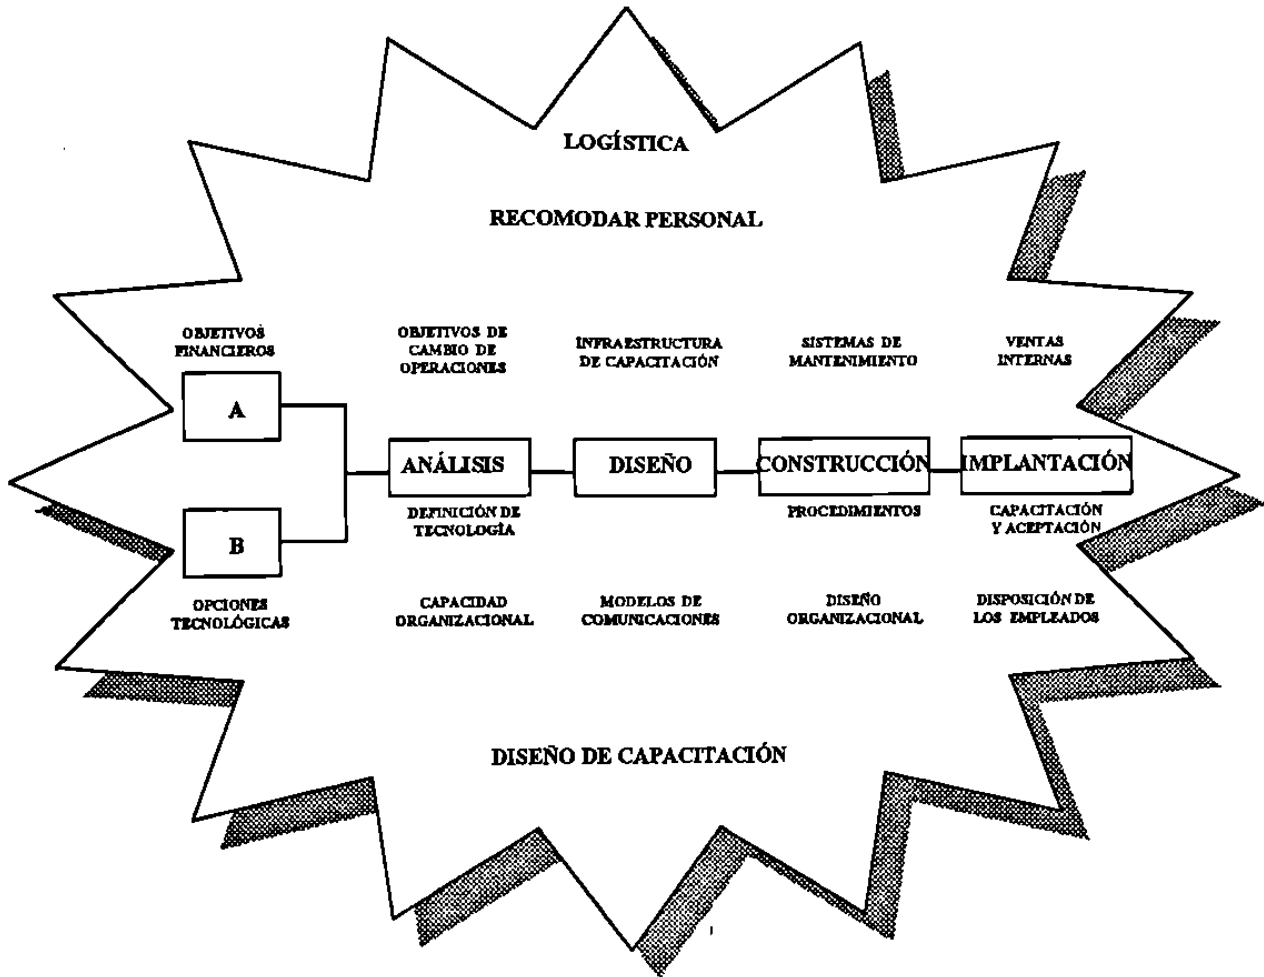 LOGÍSTICA
RECOMODAR PERSONAL
OBJETIVOS
FINANCIEROS
OBJETIVOS DE
CAMBIO DE
OPERACIONES
INFRAESTRUCTURA
DE CAPACITACIÓN
SISTEMAS DE
MANTENIMIENTO
VENTAS
INTERNAS
A
ANÁLISIS
DISEÑO
CONSTRUCCIÓN
IMPLANTACIÓN
DEFINICIÓN DE
TECNOLOGÍA
PROCEDIMIENTOS
CAPACITACIÓN
Y ACEPTACIÓN
B
OPCIONES
TECNOLÓGICAS
CAPACIDAD
ORGANIZACIONAL
MODELOS DE
COMUNICACIONES
DISEÑO
ORGANIZACIONAL
DISPOSICIÓN DE
LOS EMPLEADOS
DISEÑO DE CAPACITACIÓN